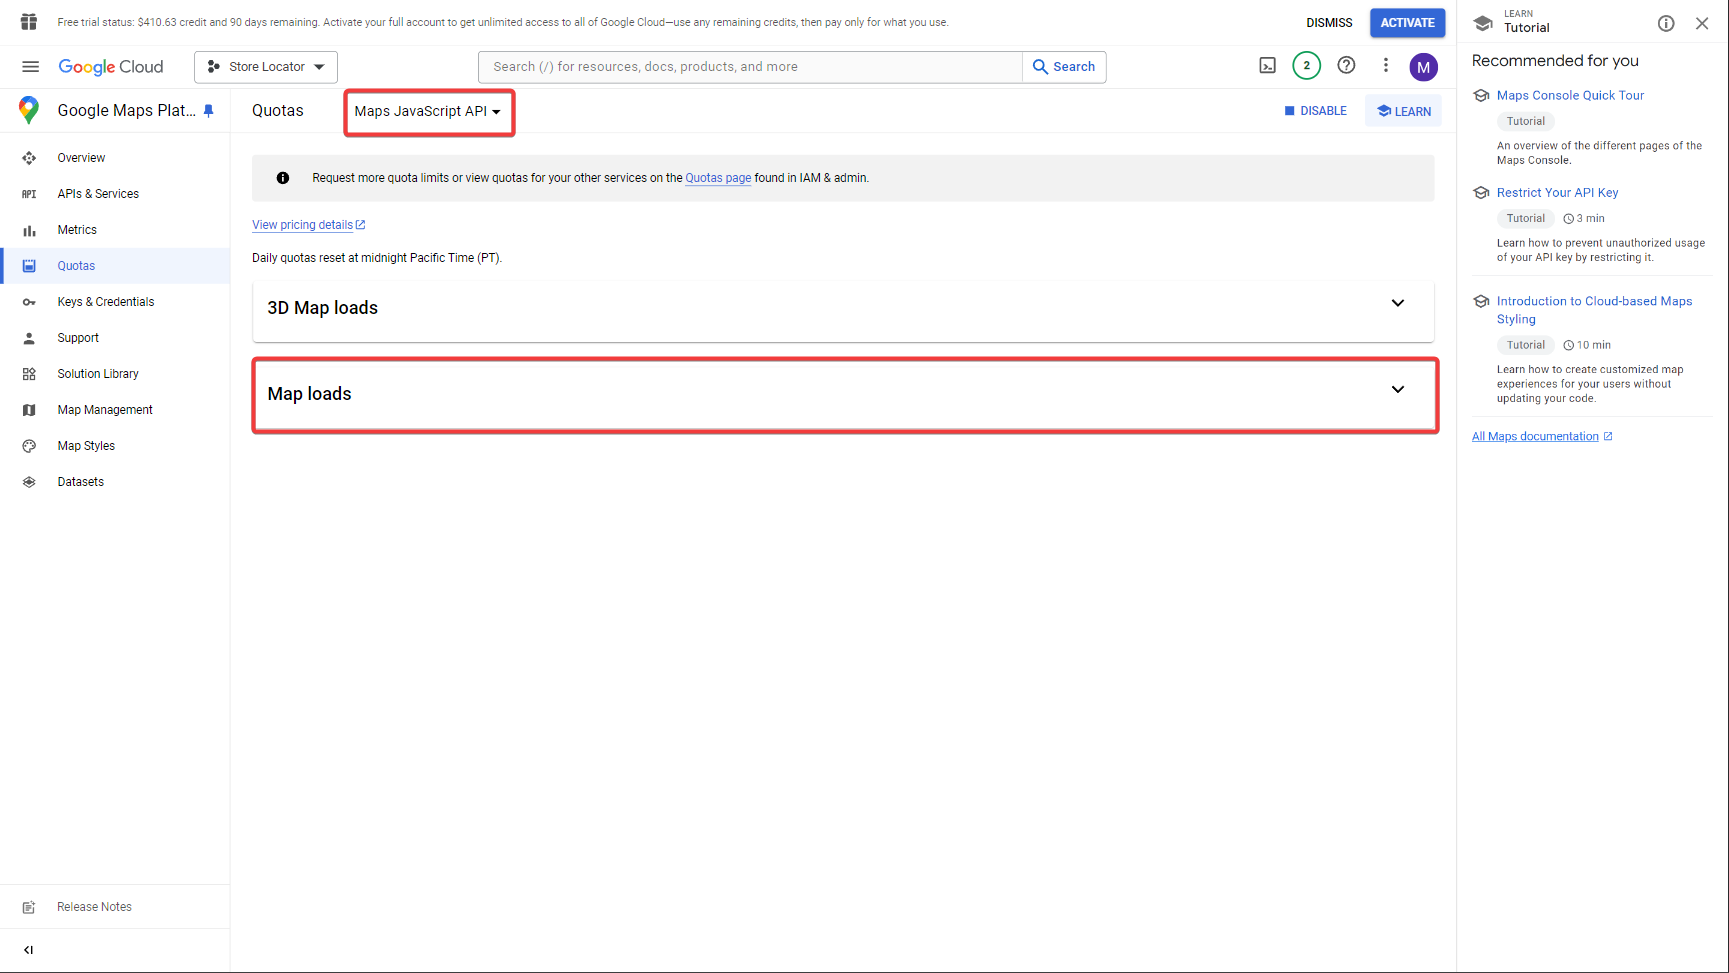 Free trial status: $410.63 credit and 90 days remaining. Activate your full account to get unlimited access to all of Google Cloud—use any remaining credits, then pay only for what you use.
DISMISS
ACTIVATE
Google Cloud
Store Locator
Search (/) for resources, docs, products, and more
Search
2
M
Google Maps Plat...
Overview
API
APIs & Services
Metrics
Quotas
Keys & Credentials
Support
Solution Library
Map Management
Map Styles
Datasets
Release Notes
Quotas
Maps JavaScript API
DISABLE
LEARN
Request more quota limits or view quotas for your other services on the Quotas page found in IAM & admin.
View pricing details
Daily quotas reset at midnight Pacific Time (PT).
3D Map loads
Map loads
LEARN
Tutorial
Recommended for you
Maps Console Quick Tour
Tutorial
An overview of the different pages of the
Maps Console.
Restrict Your API Key
Tutorial
3 min
Learn how to prevent unauthorized usage
of your API key by restricting it.
Introduction to Cloud-based Maps
Styling
Tutorial
10 min
Learn how to create customized map
experiences for your users without
updating your code.
All Maps documentation